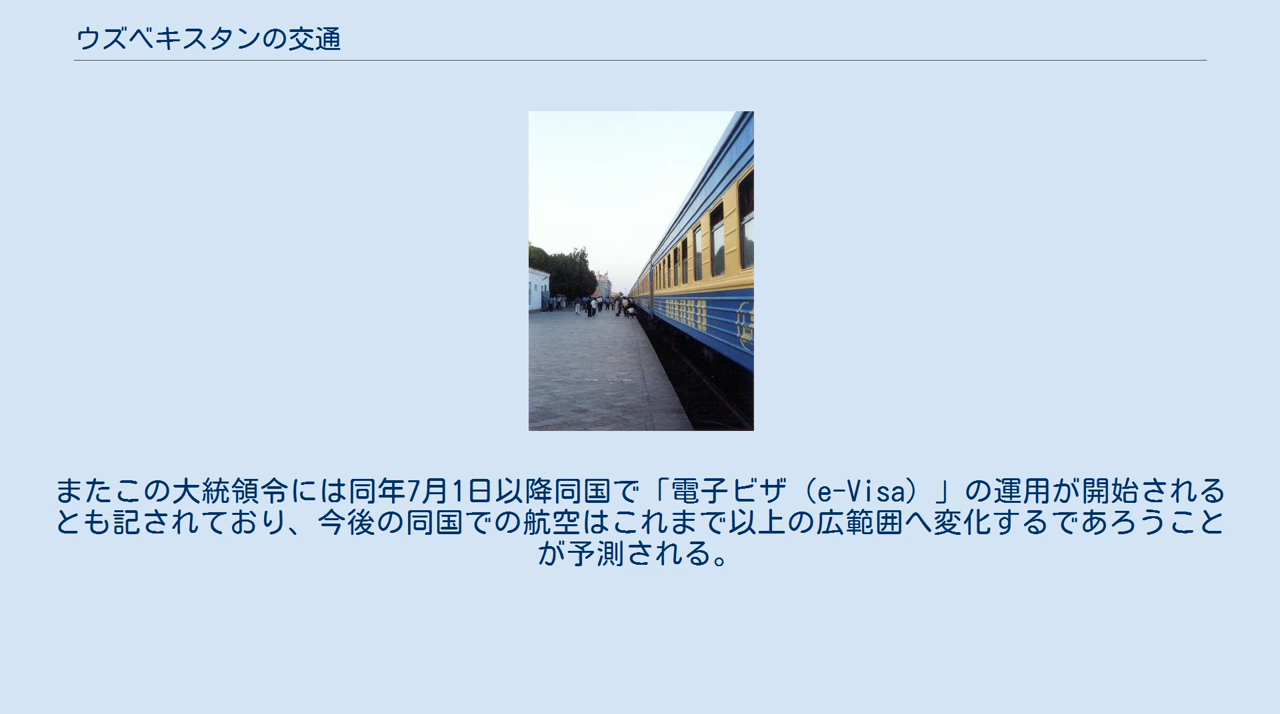 ウズベキスタンの交通
またこの大統領令には同年7月1日以降同国で「電子ビザ（e-Visa）」の運用が開始される
とも記されており、今後の同国での航空はこれまで以上の広範囲へ変化するであろうこと
が予測される。